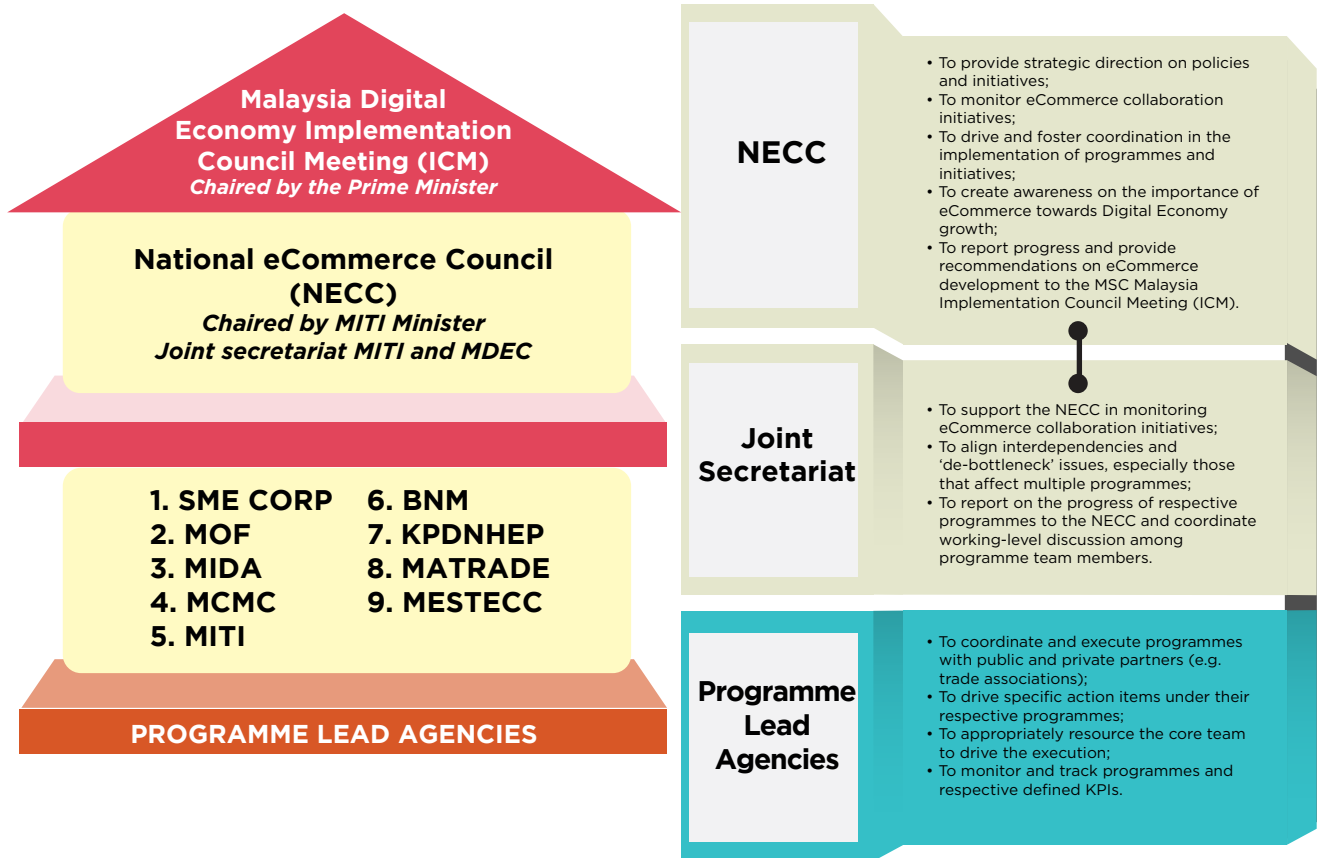 Malaysia Digital
Economy Implementation
Council Meeting (ICM)
Chaired by the Prime Minister
National eCommerce Council
(NECC)
Chaired by MITI Minister
Joint secretariat MITI and MDEC
1. SME CORP
2. MOF
3. MIDA
4. MCMC
5. MITI
6. BNM
7. KPDNHEP
8. MATRADE
9. MESTECC
PROGRAMME LEAD AGENCIES
NECC
• To provide strategic direction on policies
and initiatives;
• To monitor eCommerce collaboration
initiatives;
• To drive and foster coordination in the
implementation of programmes and
initiatives;
• To create awareness on the importance of
eCommerce towards Digital Economy
growth;
• To report progress and provide
recommendations on eCommerce
development to the MSC Malaysia
Implementation Council Meeting (ICM).
Joint
Secretariat
• To support the NECC in monitoring
eCommerce collaboration initiatives;
• To align interdependencies and
‘de-bottleneck’ issues, especially those
that affect multiple programmes;
• To report on the progress of respective
programmes to the NECC and coordinate
working-level discussion among
programme team members.
Programme
Lead
Agencies
• To coordinate and execute programmes
with public and private partners (e.g.
trade associations);
• To drive specific action items under their
respective programmes;
• To appropriately resource the core team
to drive the execution;
• To monitor and track programmes and
respective defined KPIs.